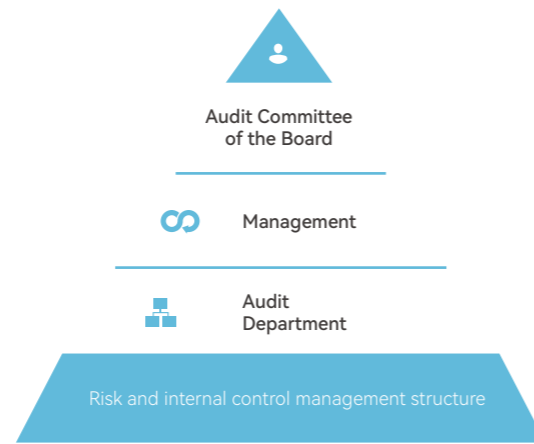 Audit Committee
of the Board
Management
Audit
Department
Risk and internal control management structure